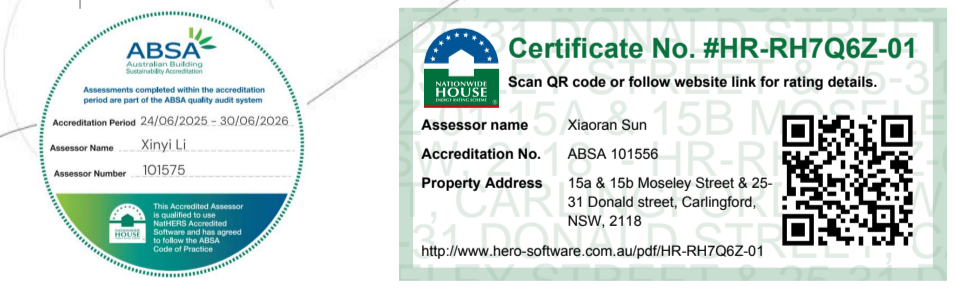 ABSA
Australian Building
Sustainability Accreditation
Assessments completed within the accreditation
period are part of the ABSA quality audit system
Accreditation Period 24/06/2025 - 30/06/2026
Assessor Name Xinyi Li
Assessor Number 101575
NATIONWIDE
HOUSE
This Accredited Assessor
is qualified to use
NatHERS Accredited
Software and has agreed
to follow the ABSA
Code of Practice
NATIONWIDE
HOUSE
ENERGY RATING SCHEME
®
Certificate No. #HR-RH7Q6Z-01
Scan QR code or follow website link for rating details.
Assessor name Xiaoran Sun
Accreditation No. ABSA 101556
Property Address 15a & 15b Moseley Street & 25-
31 Donald street, Carlingford,
NSW, 2118
http://www.hero-software.com.au/pdf/HR-RH7Q6Z-01